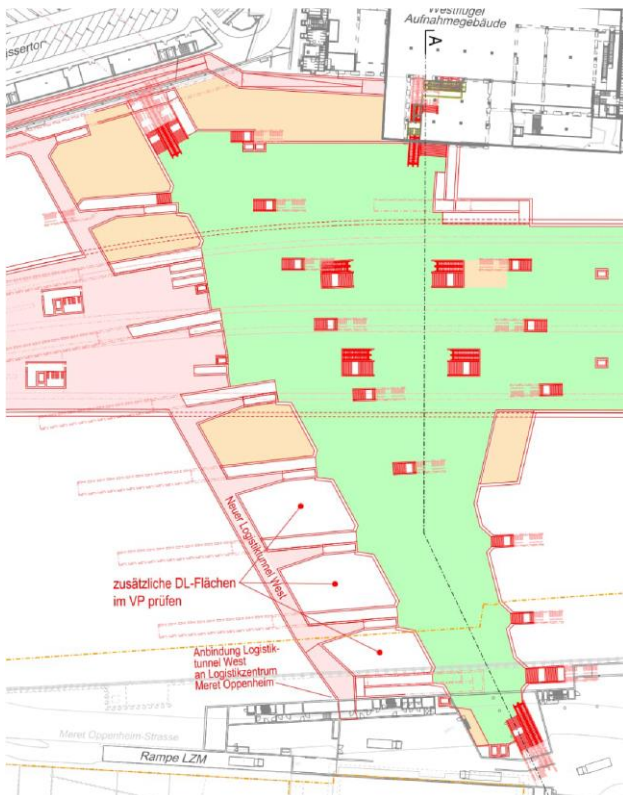 Westflügel
Aufnahmegebäude
A
Neuer Logistiktunnel West
zusätzliche DL-Flächen
im VP prüfen
Anbindung Logistik-
tunnel West
an Logistikzentrum
Meret Oppenheim
Meret Oppenheim-Strasse
Rampe LZM